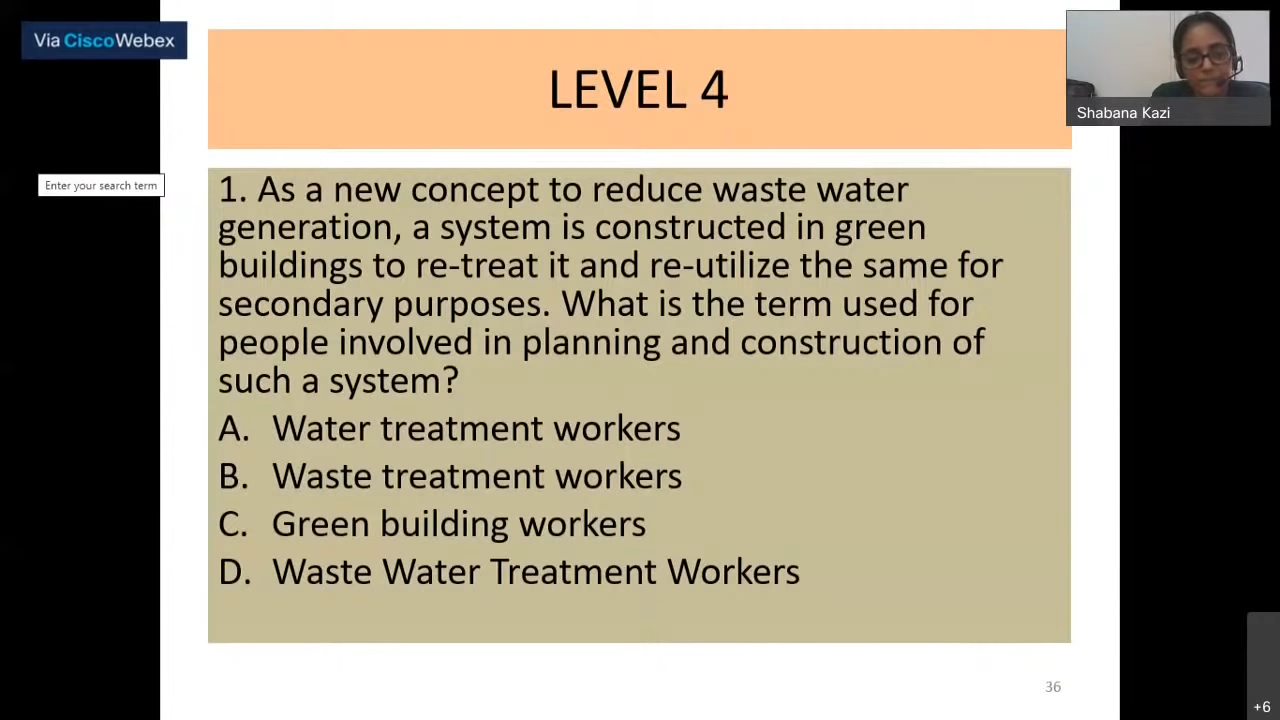 Via CiscoWebex
LEVEL 4
Shabana Kazi
Enter your search term
1. As a new concept to reduce waste water
generation, a system is constructed in green
buildings to re-treat it and re-utilize the same for
secondary purposes. What is the term used for
people involved in planning and construction of
such a system?
A. Water treatment workers
B. Waste treatment workers
C. Green building workers
D. Waste Water Treatment Workers
36
+6